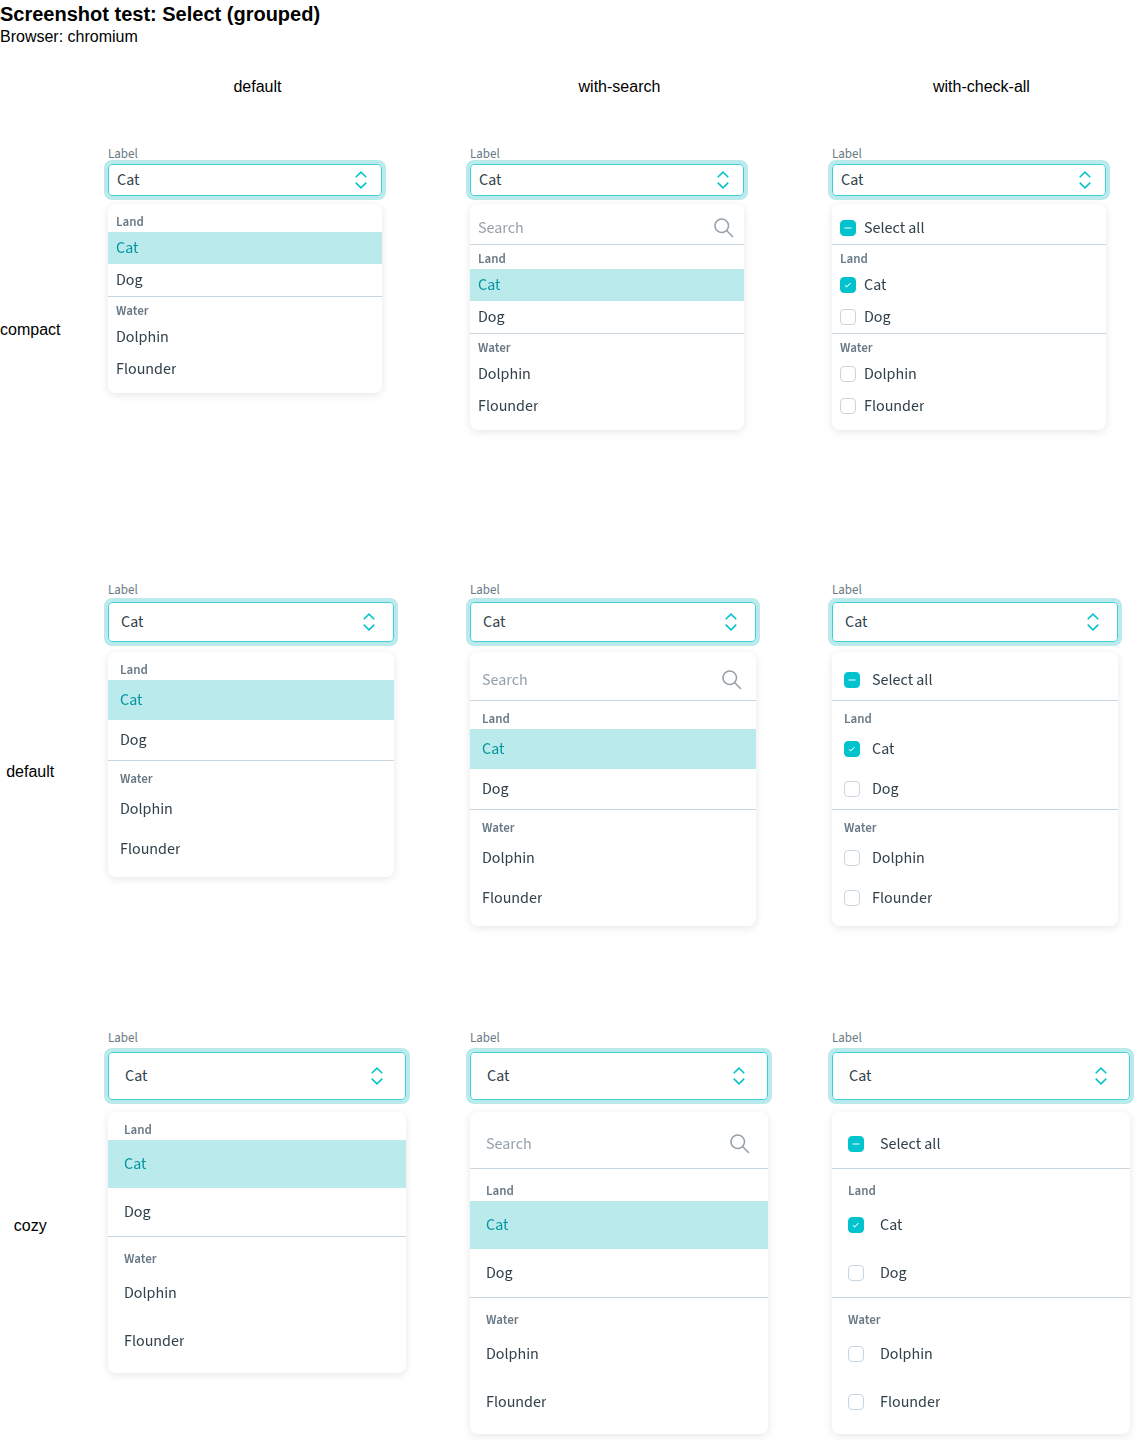 Screenshot test: Select (grouped)
Browser: chromium
default
with-search
with-check-all
compact
Label
Cat
Land
Cat
Dog
Water
Dolphin
Flounder
Label
Cat
Search
Land
Cat
Dog
Water
Dolphin
Flounder
Label
Cat
Select all
Land
Cat
Dog
Water
Dolphin
Flounder
default
Label
Cat
Land
Cat
Dog
Water
Dolphin
Flounder
Label
Cat
Search
Land
Cat
Dog
Water
Dolphin
Flounder
Label
Cat
Select all
Land
Cat
Dog
Water
Dolphin
Flounder
cozy
Label
Cat
Land
Cat
Dog
Water
Dolphin
Flounder
Label
Cat
Search
Land
Cat
Dog
Water
Dolphin
Flounder
Label
Cat
Select all
Land
Cat
Dog
Water
Dolphin
Flounder